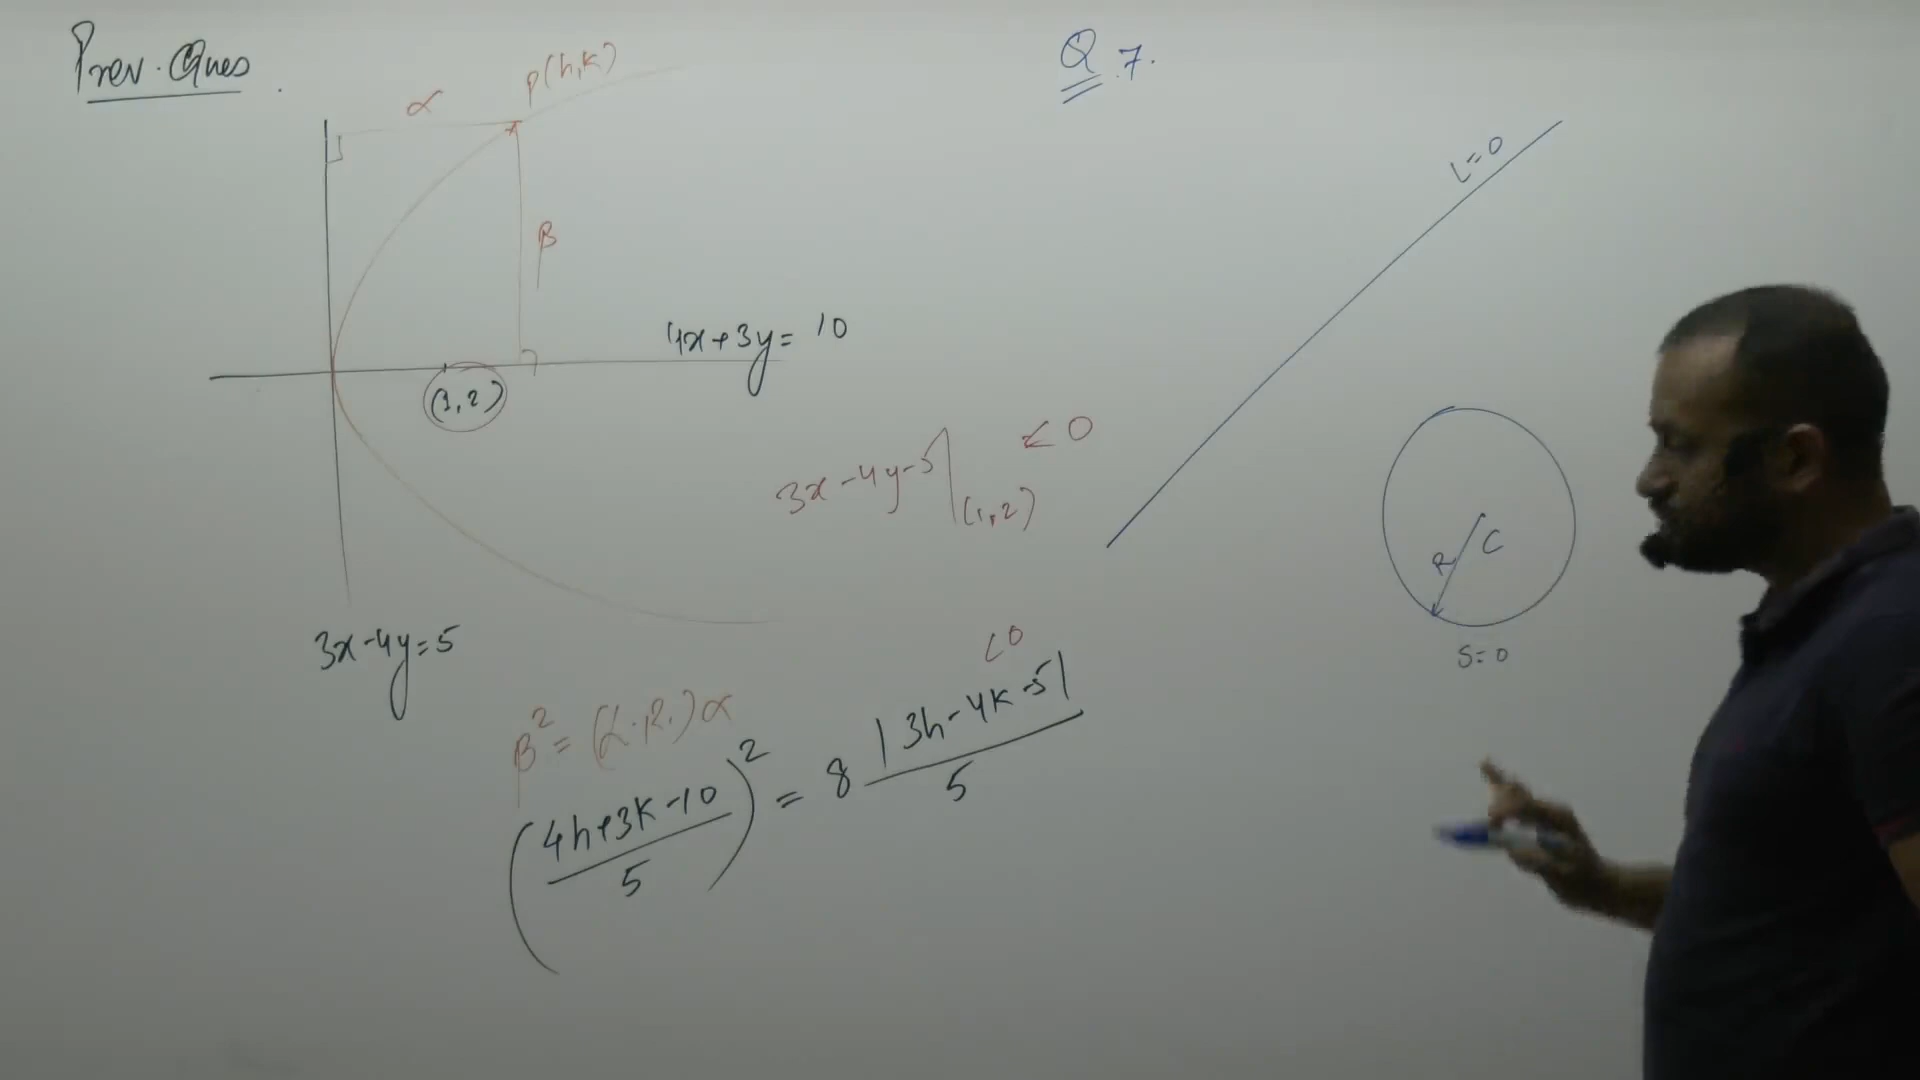 Prev. Ques.
α
P(h,k)
β
4x+3y= 10
(1,2)
3x-4y-5|(1,2) < 0
3x-4y=5
β² = (L.R.)α
<0
(4h+3k-10/5)² = 8 |3h-4k-5|/5
Q.7.
L=0
R
C
S=0